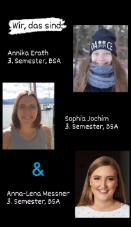 Wir, das sind:
Annika Erath
3. Semester, BSA
Sophia Jochim
3. Semester, BSA
&
Anna-Lena Messner
3. Semester, BSA